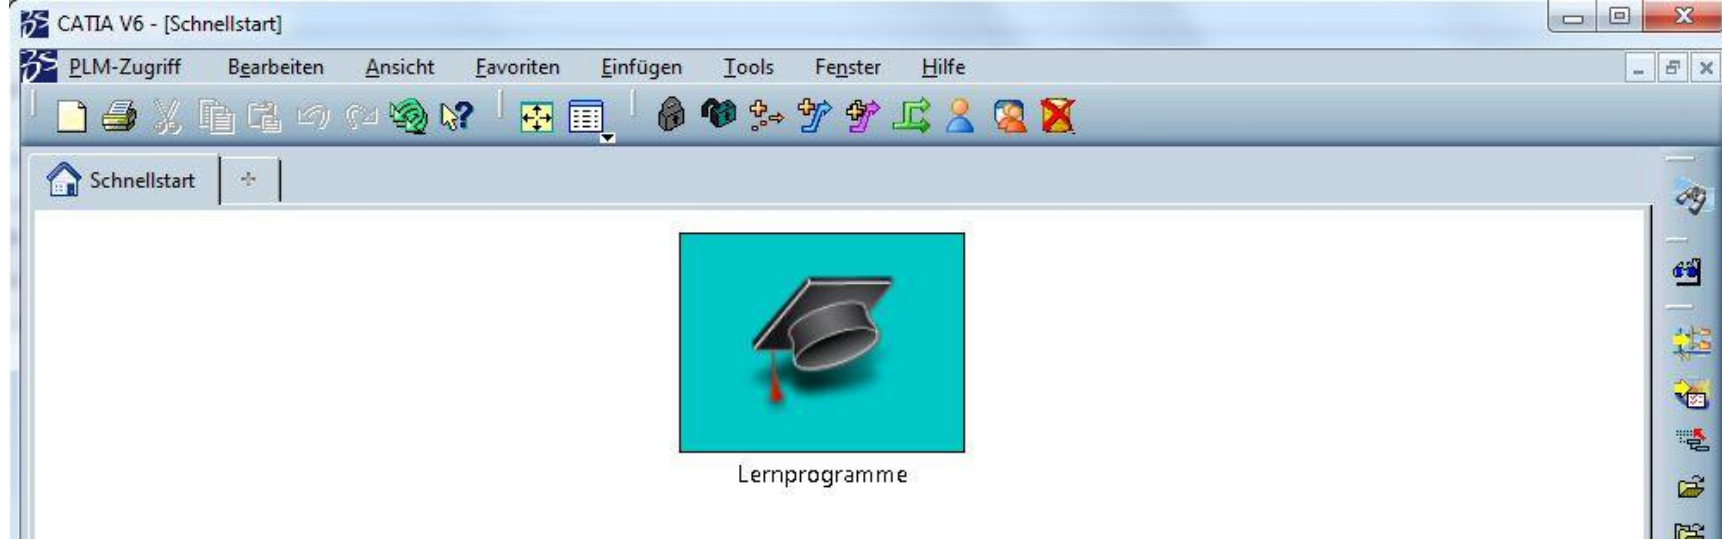 CATIA V6 - [Schnellstart]
PLM-Zugriff Bearbeiten Ansicht Favoriten Einfügen Tools Fenster Hilfe
Schnellstart
Lernprogramme